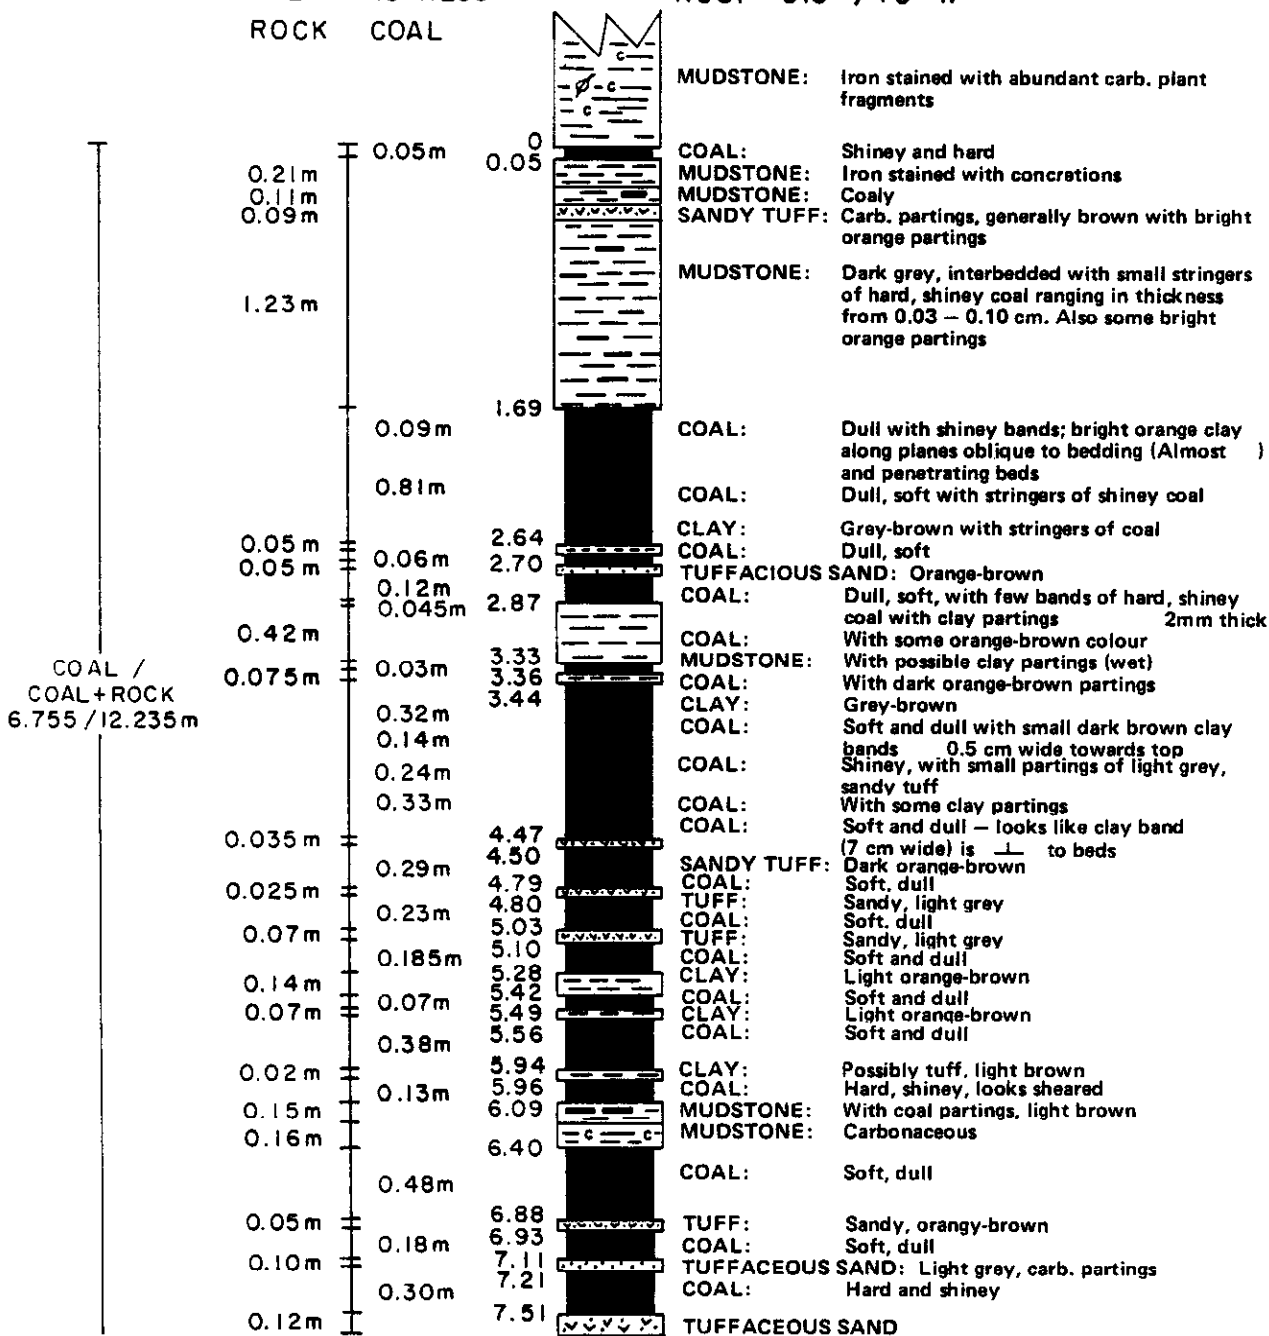 ROCK COAL
MUDSTONE: Iron stained with abundant carb. plant
fragments
c
c
c
0
0.05m COAL: Shiney and hard
0.05
0.21m MUDSTONE: Iron stained with concretions
0.11m MUDSTONE: Coaly
0.09m SANDY TUFF: Carb. partings, generally brown with bright
orange partings
MUDSTONE: Dark grey, interbedded with small stringers
of hard, shiney coal ranging in thickness
1.23m from 0.03 – 0.10 cm. Also some bright
orange partings
1.69
0.09m COAL: Dull with shiney bands; bright orange clay
along planes oblique to bedding (Almost )
and penetrating beds
0.81m COAL: Dull, soft with stringers of shiney coal
CLAY: Grey-brown with stringers of coal
0.05m 2.64
0.06m COAL: Dull, soft
0.05m 2.70 TUFFACIOUS SAND: Orange-brown
0.12m COAL: Dull, soft, with few bands of hard, shiney
0.045m 2.87 coal with clay partings 2mm thick
0.42m COAL: With some orange-brown colour
3.33 MUDSTONE: With possible clay partings (wet)
COAL /
COAL+ROCK
6.755/12.235m
0.075m 0.03m 3.36 COAL: With dark orange-brown partings
3.44 CLAY: Grey-brown
0.32m COAL: Soft and dull with small dark brown clay
0.14m bands 0.5 cm wide towards top
0.24m COAL: Shiney, with small partings of light grey,
sandy tuff
0.33m COAL: With some clay partings
0.035m 4.47 COAL: Soft and dull – looks like clay band
(7 cm wide) is ⊥ to beds
4.50 SANDY TUFF: Dark orange-brown
0.29m COAL: Soft, dull
0.025m 4.79 TUFF: Sandy, light grey
4.80
0.23m COAL: Soft. dull
0.07m 5.03 TUFF: Sandy, light grey
5.10
0.185m COAL: Soft and dull
0.14m 5.28 CLAY: Light orange-brown
5.42
0.07m COAL: Soft and dull
0.07m 5.49 CLAY: Light orange-brown
5.56
0.38m COAL: Soft and dull
0.02m 5.94 CLAY: Possibly tuff, light brown
0.13m 5.96 COAL: Hard, shiney, looks sheared
0.15m 6.09 MUDSTONE: With coal partings, light brown
0.16m MUDSTONE: Carbonaceous
c c
6.40
0.48m COAL: Soft, dull
0.05m 6.88 TUFF: Sandy, orangy-brown
0.18m 6.93 COAL: Soft, dull
0.10m 7.11 TUFFACEOUS SAND: Light grey, carb. partings
7.21
0.30m COAL: Hard and shiney
7.51
0.12m TUFFACEOUS SAND